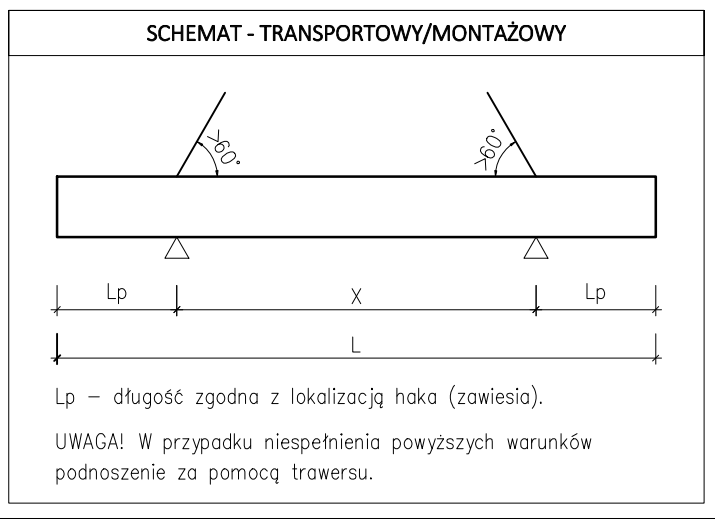 SCHEMAT - TRANSPORTOWY/MONTAŻOWY
>60°
>60°
Lp
X
Lp
L
Lp – długość zgodna z lokalizacją haka (zawiesia).
UWAGA! W przypadku niespełnienia powyższych warunków
podnoszenie za pomocą trawersu.